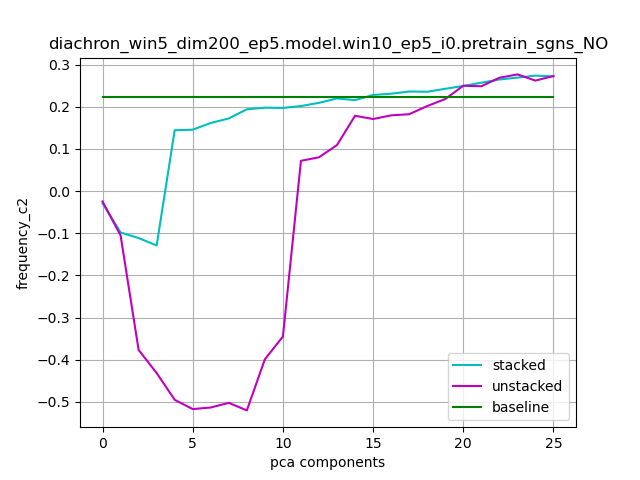 diachron_win5_dim200_ep5.model.win10_ep5_i0.pretrain_sgns_NO
0.3
0.2
0.1
0.0
−0.1
−0.2
−0.3
−0.4
−0.5
frequency_c2
stacked
unstacked
baseline
0 5 10 15 20 25
pca components